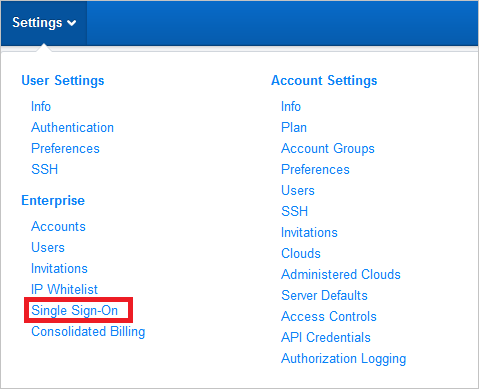 Settings
User Settings
Info
Authentication
Preferences
SSH
Enterprise
Accounts
Users
Invitations
IP Whitelist
Single Sign-On
Consolidated Billing
Account Settings
Info
Plan
Account Groups
Preferences
Users
SSH
Invitations
Clouds
Administered Clouds
Server Defaults
Access Controls
API Credentials
Authorization Logging